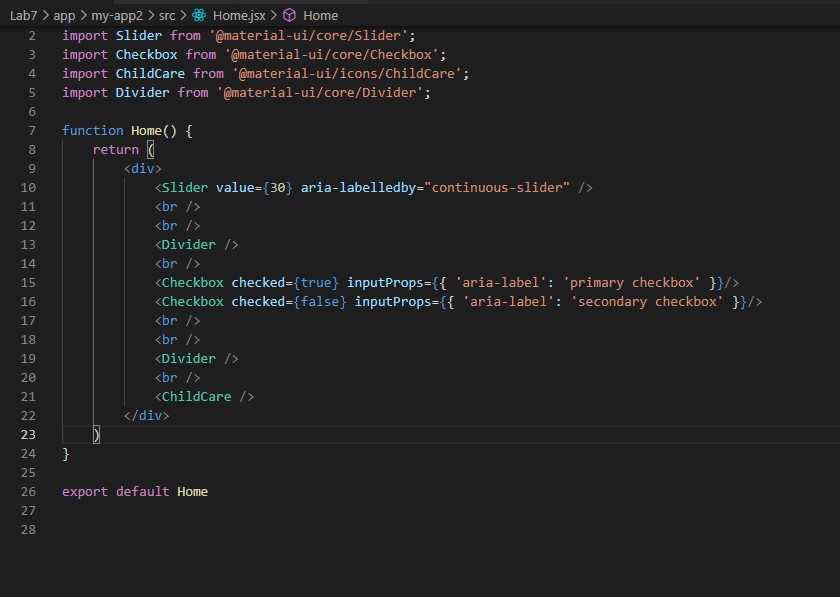 Lab7 > app > my-app2 > src > Home.jsx > Home
2 import Slider from '@material-ui/core/Slider';
3 import Checkbox from '@material-ui/core/Checkbox';
4 import ChildCare from '@material-ui/icons/ChildCare';
5 import Divider from '@material-ui/core/Divider';
6
7 function Home() {
8     return (
9         <div>
10             <Slider value={30} aria-labelledby="continuous-slider" />
11             <br />
12             <br />
13             <Divider />
14             <br />
15             <Checkbox checked={true} inputProps={{ 'aria-label': 'primary checkbox' }}/>
16             <Checkbox checked={false} inputProps={{ 'aria-label': 'secondary checkbox' }}/>
17             <br />
18             <br />
19             <Divider />
20             <br />
21             <ChildCare />
22         </div>
23     )
24 }
25
26 export default Home
27
28